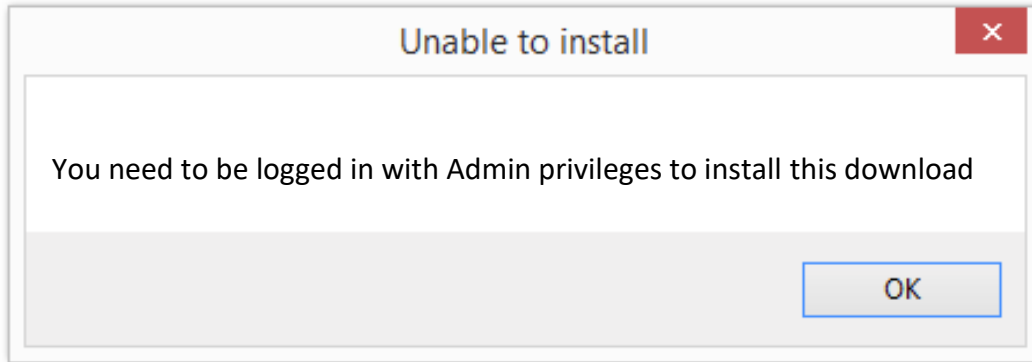 Unable to install
You need to be logged in with Admin privileges to install this download
OK